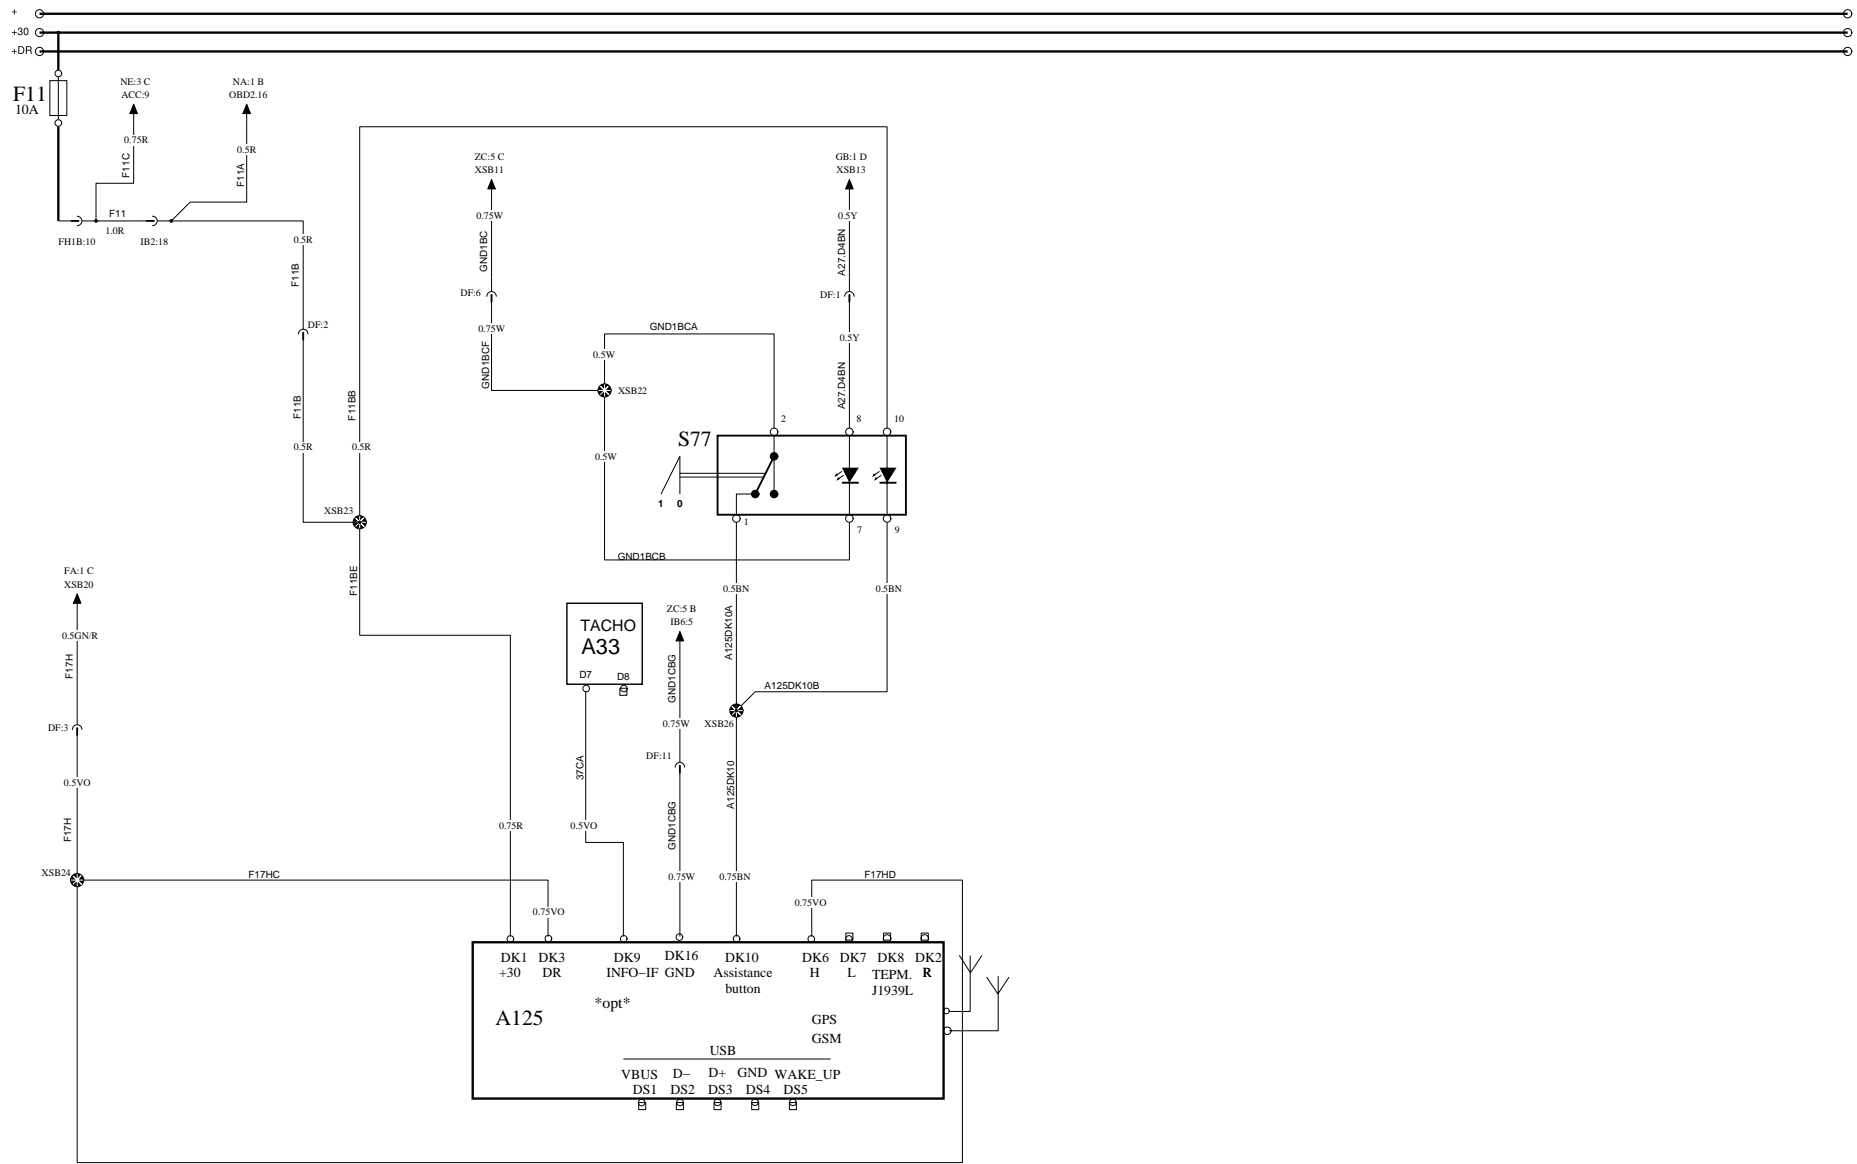 +
+30
+DR
F11
10A
NE:3 C
ACC:9
NA:1 B
OBD2.16
0.75R
F11C
0.5R
F11A
F11
1.0R
FH1B:10
IB2:18
0.5R
F11B
DF:2
F11B
0.5R
F11BB
0.5R
XSB23
F11BE
ZC:5 C
XSB11
0.75W
GND1BC
DF:6
0.75W
GND1BCF
GND1BCA
0.5W
XSB22
0.5W
GND1BCB
GB:1 D
XSB13
0.5Y
A27.D4BN
DF:1
0.5Y
A27.D4BN
2
8
10
S77
1 0
1
7
9
0.5BN
0.5BN
A125DK10A
A125DK10B
XSB26
A125DK10
0.75BN
FA:1 C
XSB20
0.5GN/R
F17H
DF:3
0.5VO
F17H
XSB24
F17HC
0.75VO
0.75R
TACHO
A33
D7 D8
37CA
0.5VO
ZC:5 B
IB6:5
GND1CBG
0.75W
DF:11
GND1CBG
0.75W
F17HD
0.75VO
DK1 DK3 DK9 DK16 DK10 DK6 DK7 DK8 DK2
+30 DR INFO−IF GND Assistance H L TEPM. R
button J1939L
*opt*
A125
GPS
GSM
USB
VBUS D− D+ GND WAKE_UP
DS1 DS2 DS3 DS4 DS5